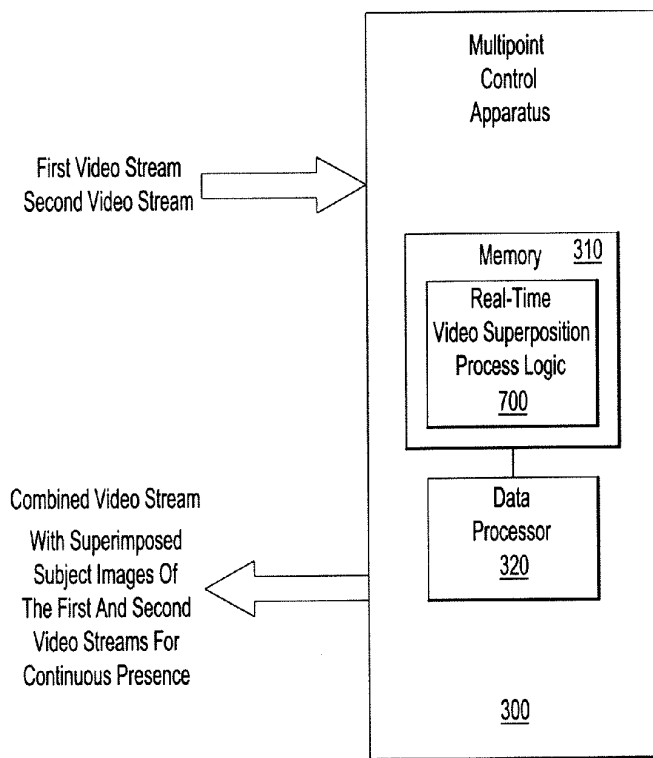 Multipoint
Control
Apparatus
First Video Stream
Second Video Stream
Memory 310
Real-Time
Video Superposition
Process Logic
700
Combined Video Stream
With Superimposed
Subject Images Of
The First And Second
Video Streams For
Continuous Presence
Data
Processor
320
300